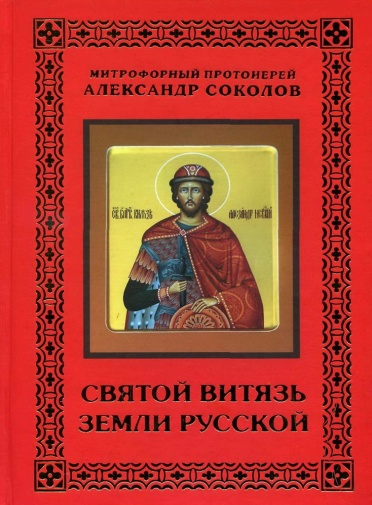 МИТРОФОРНЫЙ ПРОТОИЕРЕЙ
АЛЕКСАНДР СОКОЛОВ
СВЯТОЙ ВИТЯЗЬ
ЗЕМЛИ РУССКОЙ